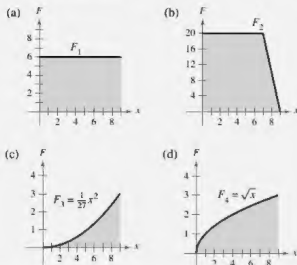 (a) F
8
6
4
2
F₁
2 4 6 8 x
(b) F
20
16
12
8
4
F₂
2 4 6 8 x
(c) F
4
3
2
1
F₃ = 1/27 x²
2 4 6 8 x
(d) F
4
3
2
1
F₄ = √x
2 4 6 8 x